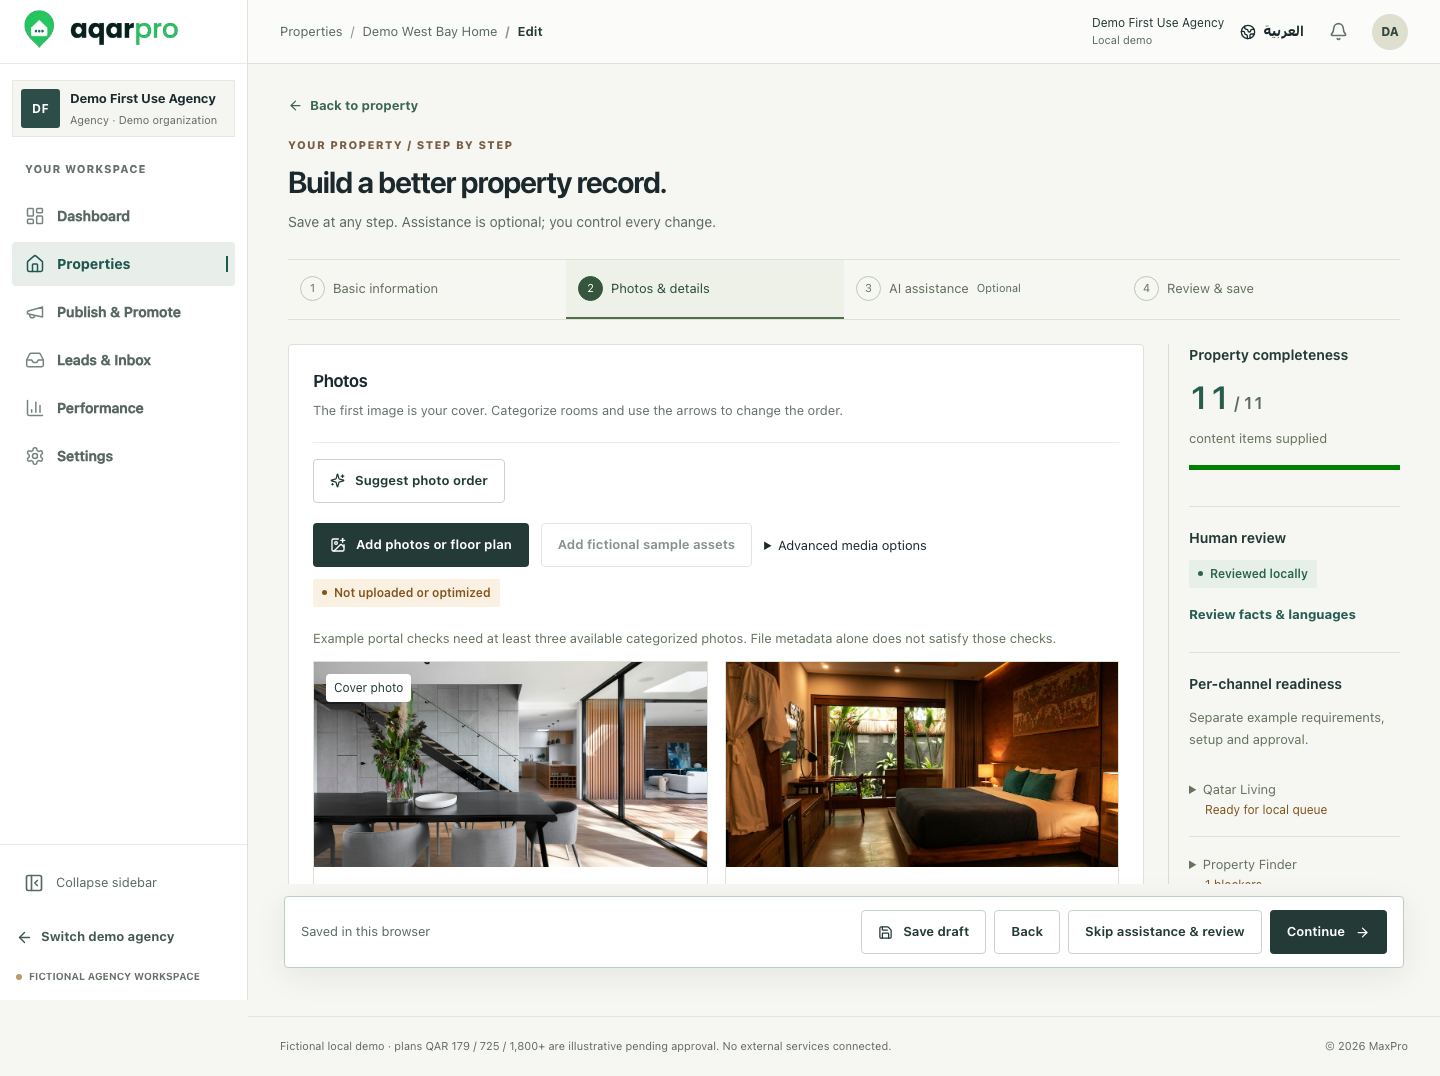 aqarpro
Properties / Demo West Bay Home / Edit
Demo First Use Agency
Local demo
العربية
DA
DF
Demo First Use Agency
Agency · Demo organization
YOUR WORKSPACE
Dashboard
Properties
Publish & Promote
Leads & Inbox
Performance
Settings
Collapse sidebar
Switch demo agency
FICTIONAL AGENCY WORKSPACE
Back to property
YOUR PROPERTY / STEP BY STEP
Build a better property record.
Save at any step. Assistance is optional; you control every change.
1 Basic information
2 Photos & details
3 AI assistance Optional
4 Review & save
Photos
The first image is your cover. Categorize rooms and use the arrows to change the order.
Suggest photo order
Add photos or floor plan
Add fictional sample assets
Advanced media options
Not uploaded or optimized
Example portal checks need at least three available categorized photos. File metadata alone does not satisfy those checks.
Cover photo
Property completeness
11 / 11
content items supplied
Human review
Reviewed locally
Review facts & languages
Per-channel readiness
Separate example requirements,
setup and approval.
Qatar Living
Ready for local queue
Property Finder
1 blockers
Saved in this browser
Save draft
Back
Skip assistance & review
Continue
Fictional local demo · plans QAR 179 / 725 / 1,800+ are illustrative pending approval. No external services connected.
© 2026 MaxPro